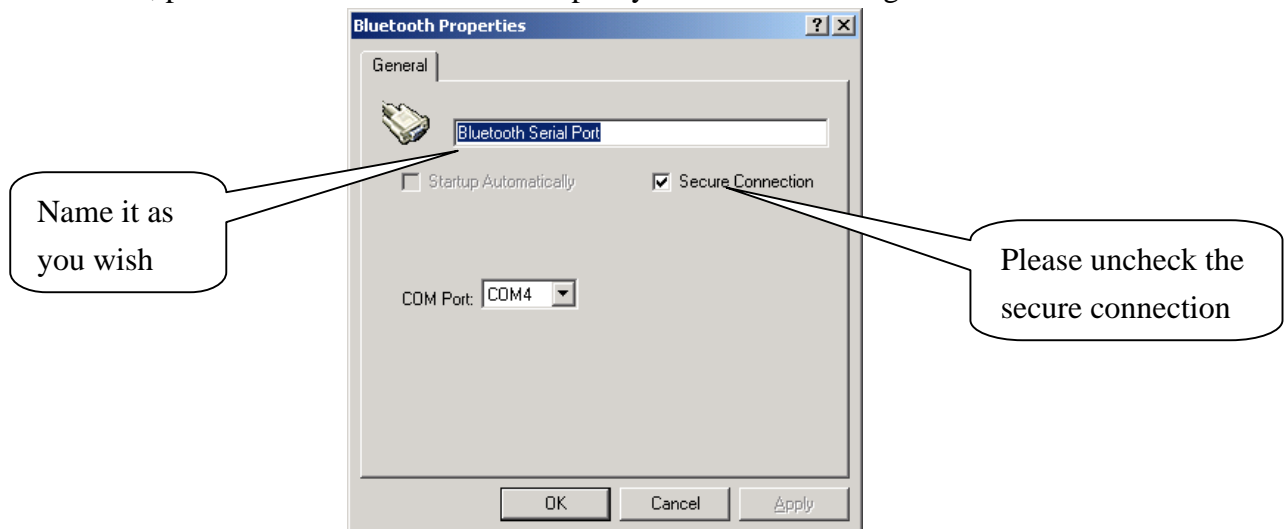 Bluetooth Properties
General
Bluetooth Serial Port
Startup Automatically
Secure Connection
Name it as
you wish
Please uncheck the
secure connection
COM Port: COM4
OK Cancel Apply